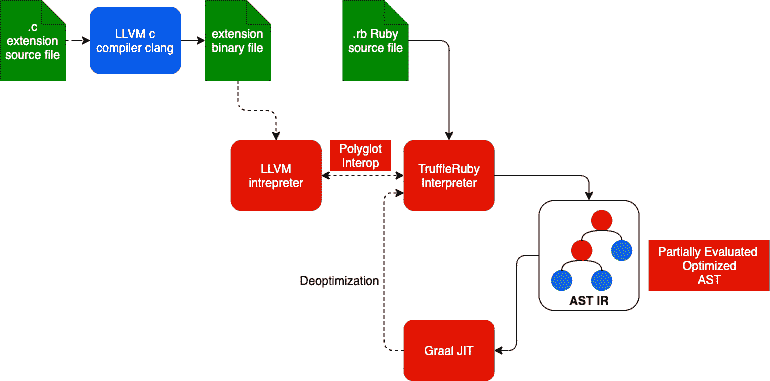 .c
extension
source file
LLVM c
compiler clang
extension
binary file
.rb Ruby
source file
LLVM
intrepreter
Polyglot
Interop
TruffleRuby
Interpreter
Partially Evaluated
Optimized
AST
AST IR
Deoptimization
Graal JIT